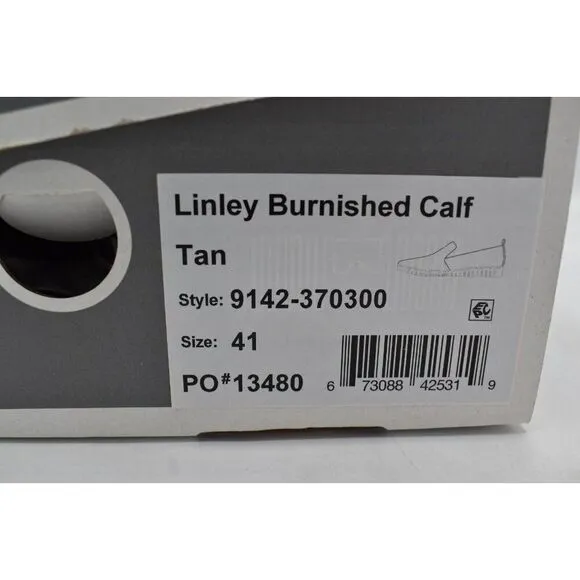 Linley Burnished Calf
Tan
Style: 9142-370300
Size: 41
PO#13480
6 73088 42531 9